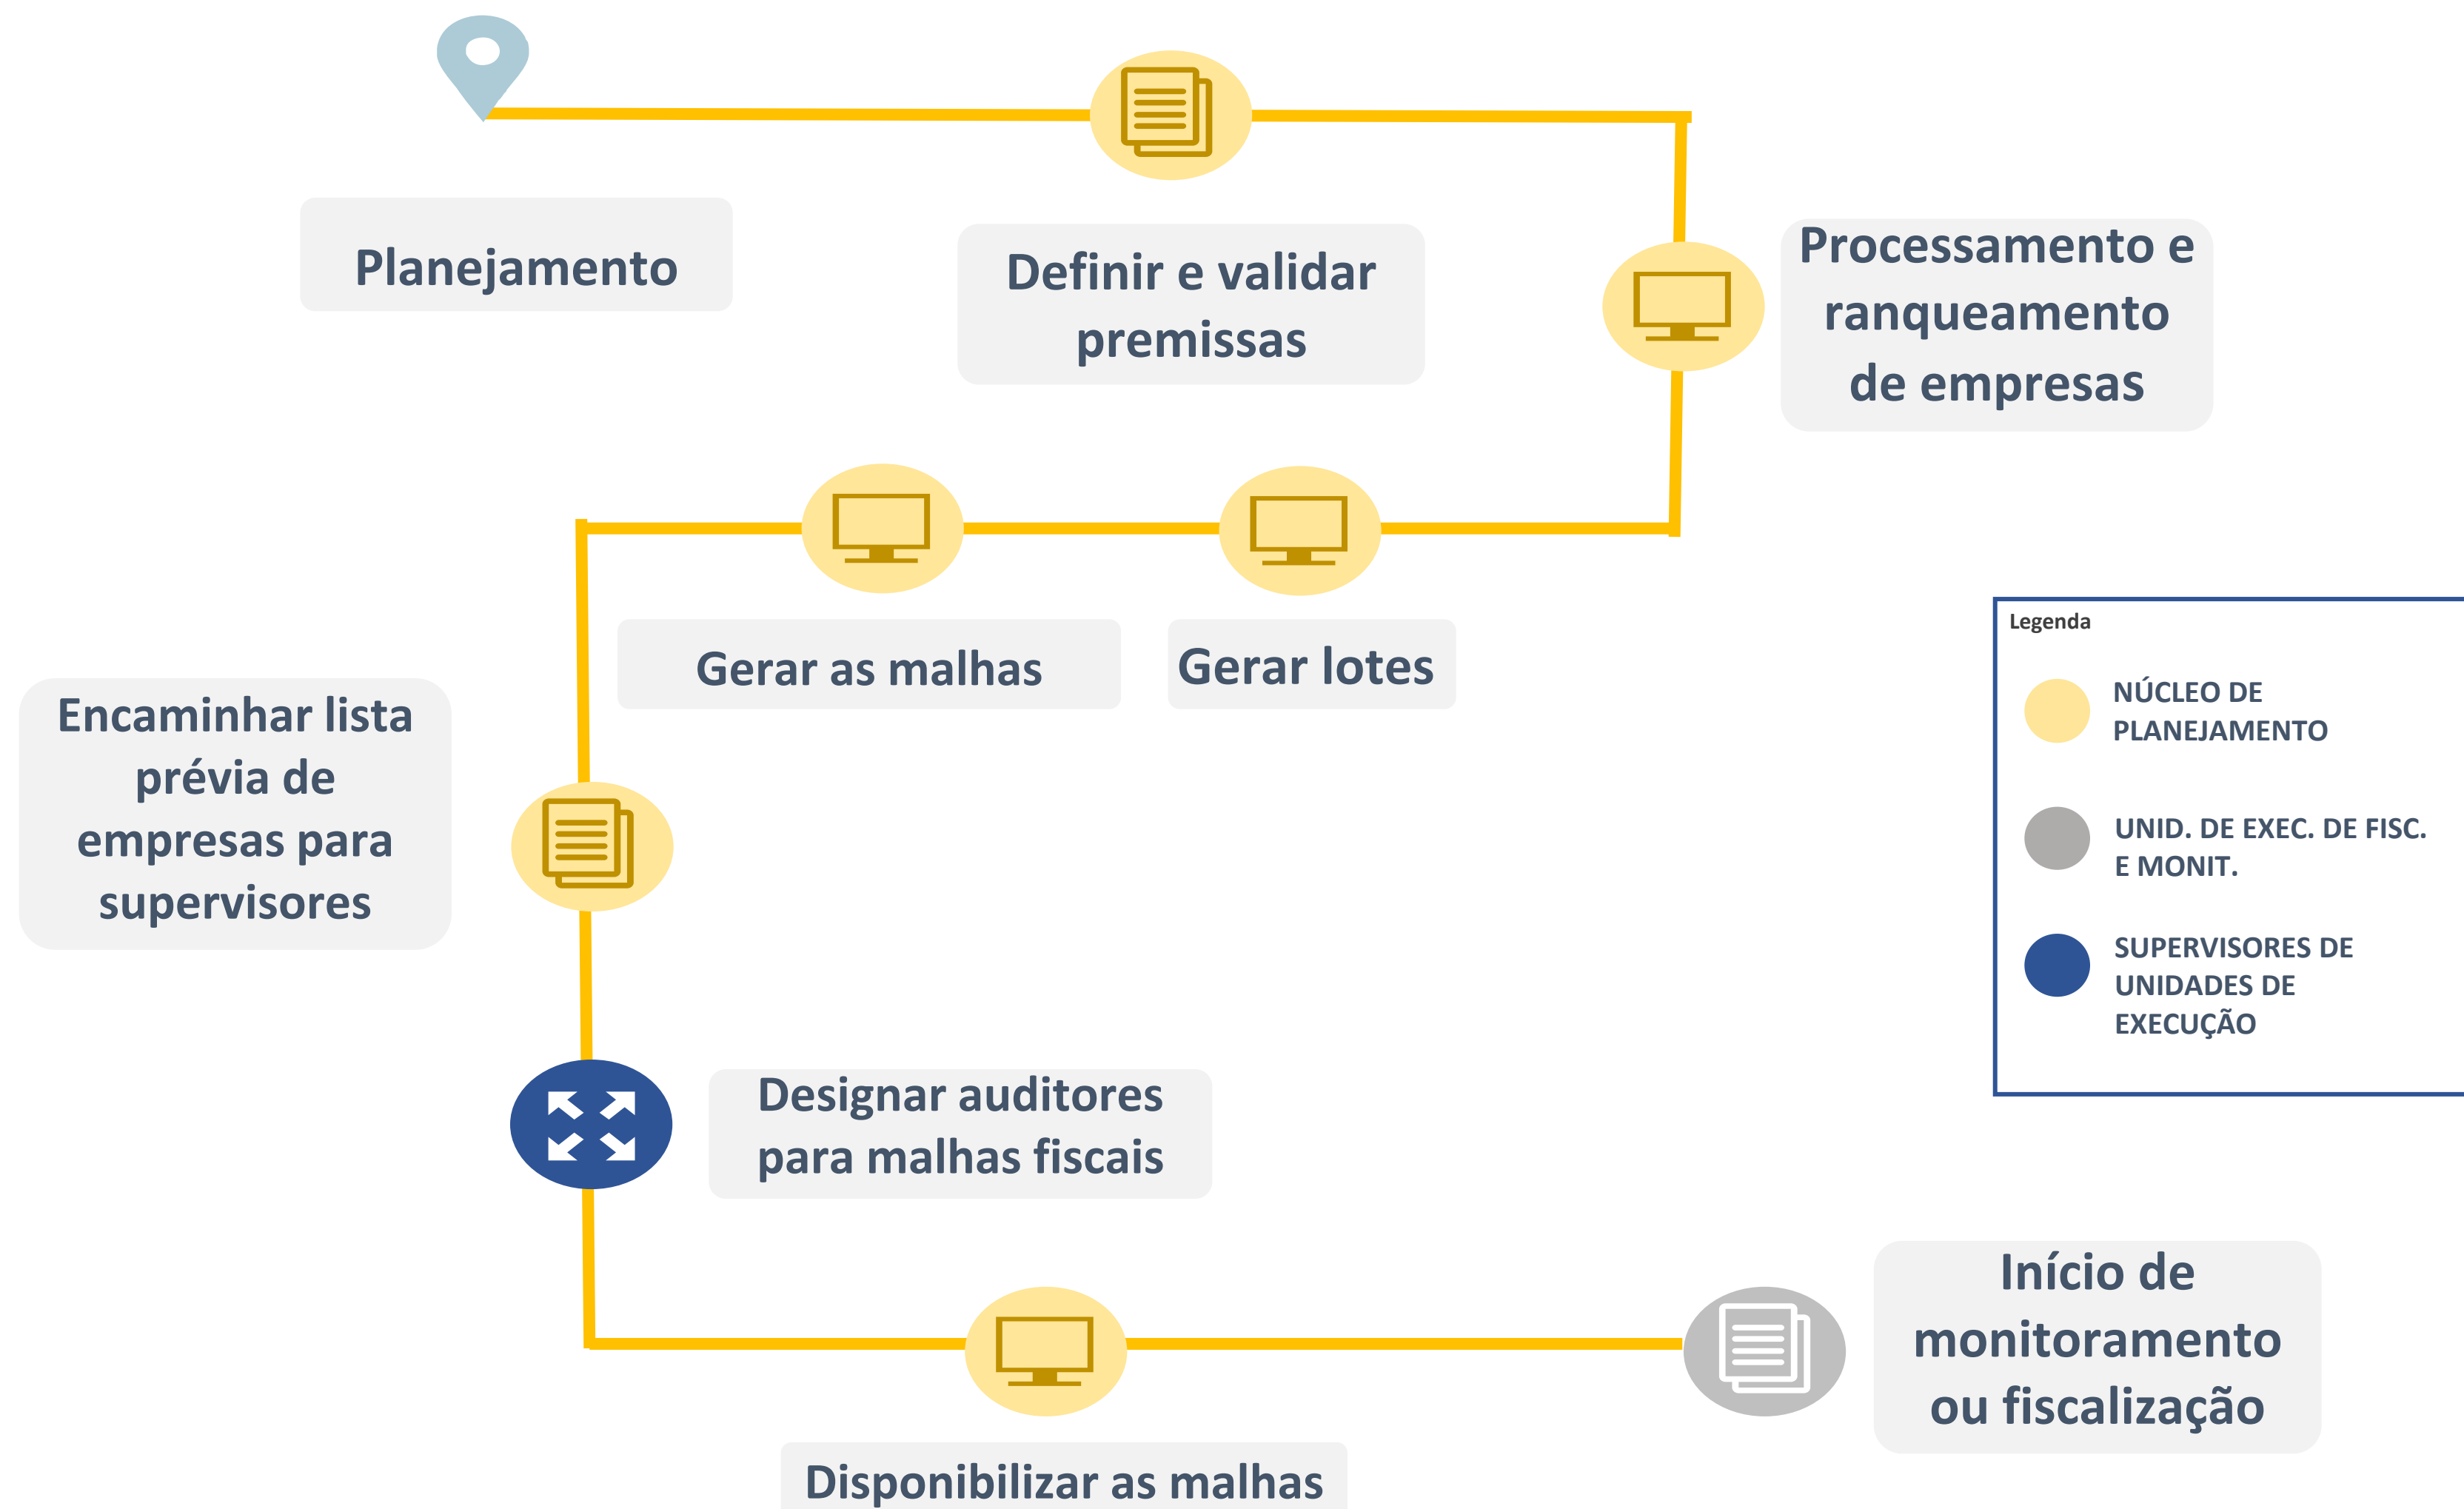 Planejamento
Definir e validar
premissas
Processamento e
ranqueamento
de empresas
Gerar as malhas
Gerar lotes
Legenda
NÚCLEO DE
PLANEJAMENTO
UNID. DE EXEC. DE FISC.
E MONIT.
SUPERVISORES DE
UNIDADES DE
EXECUÇÃO
Encaminhar lista
prévia de
empresas para
supervisores
Designar auditores
para malhas fiscais
Início de
monitoramento
ou fiscalização
Disponibilizar as malhas